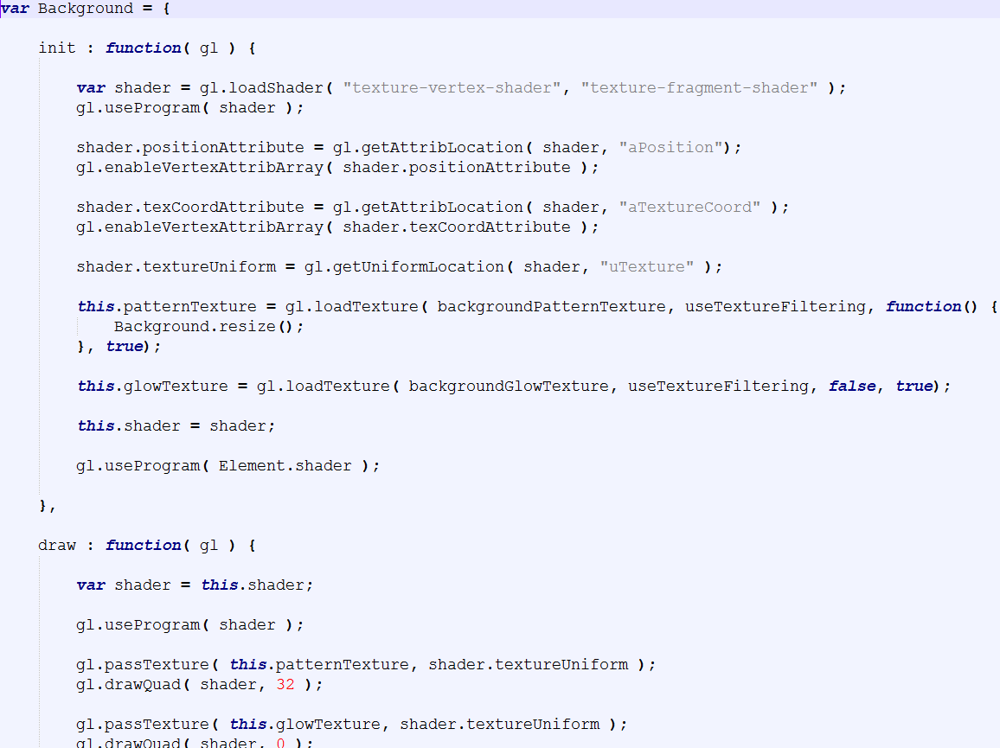 var Background = {
init : function( gl ) {
var shader = gl.loadShader( "texture-vertex-shader", "texture-fragment-shader" );
gl.useProgram( shader );
shader.positionAttribute = gl.getAttribLocation( shader, "aPosition");
gl.enableVertexAttribArray( shader.positionAttribute );
shader.texCoordAttribute = gl.getAttribLocation( shader, "aTextureCoord" );
gl.enableVertexAttribArray( shader.texCoordAttribute );
shader.textureUniform = gl.getUniformLocation( shader, "uTexture" );
this.patternTexture = gl.loadTexture( backgroundPatternTexture, useTextureFiltering, function() {
Background.resize();
}, true);
this.glowTexture = gl.loadTexture( backgroundGlowTexture, useTextureFiltering, false, true);
this.shader = shader;
gl.useProgram( Element.shader );
},
draw : function( gl ) {
var shader = this.shader;
gl.useProgram( shader );
gl.passTexture( this.patternTexture, shader.textureUniform );
gl.drawQuad( shader, 32 );
gl.passTexture( this.glowTexture, shader.textureUniform );
gl.drawQuad( shader, 0 );